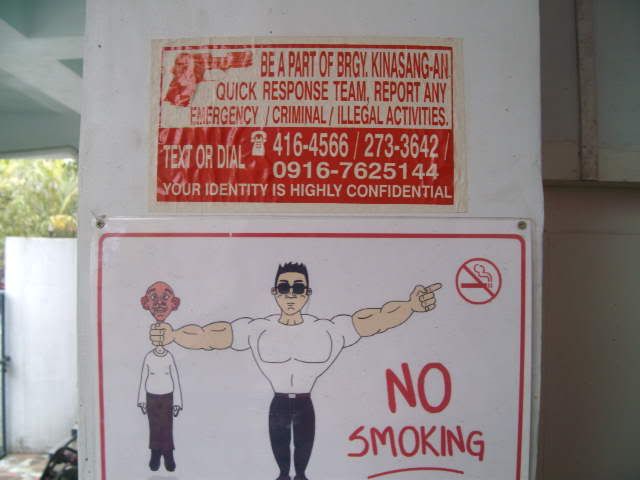 BE A PART OF BRGY. KINASANG-AN
QUICK RESPONSE TEAM, REPORT ANY
EMERGENCY / CRIMINAL / ILLEGAL ACTIVITIES.
TEXT OR DIAL 416-4566 / 273-3642 /
0916-7625144
YOUR IDENTITY IS HIGHLY CONFIDENTIAL
NO
SMOKING